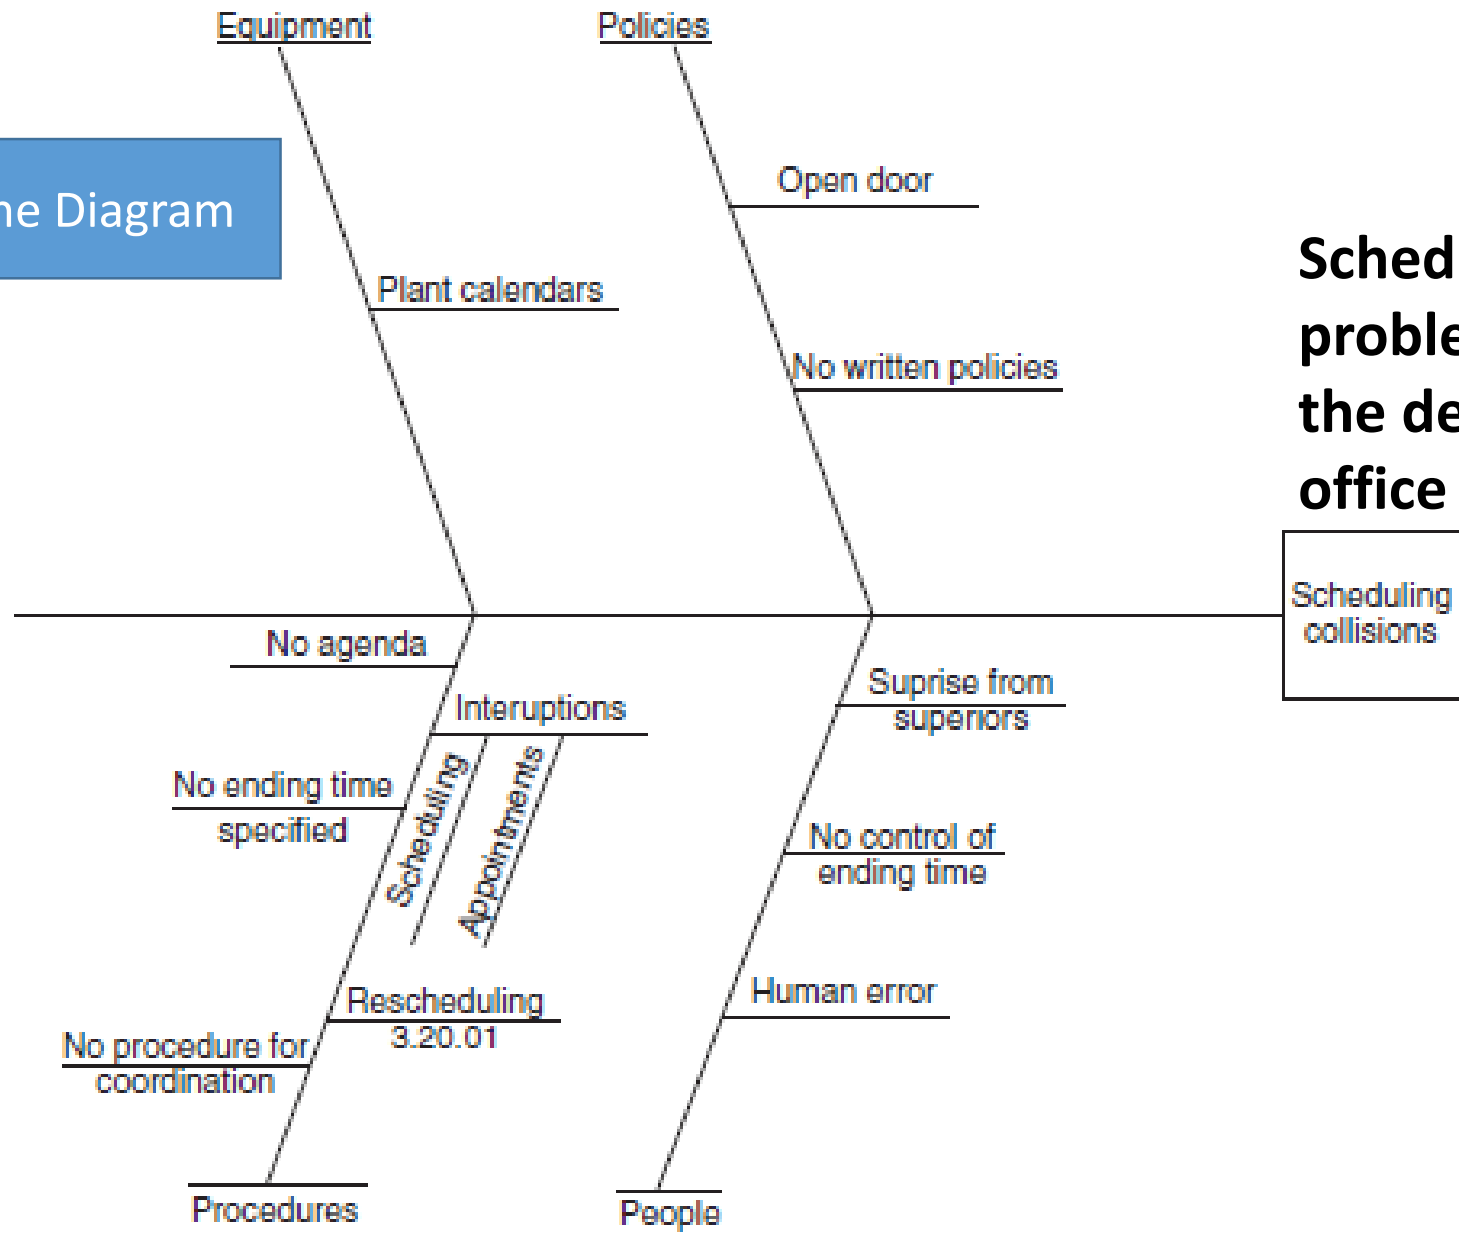 Equipment
Policies
ne Diagram
Open door
Plant calendars
No written policies
Sched
proble
the de
office
Scheduling
collisions
No agenda
Interuptions
Suprise from
superiors
No ending time
specified
Scheduling
Appointments
No control of
ending time
Rescheduling
3.20.01
Human error
No procedure for
coordination
Procedures
People